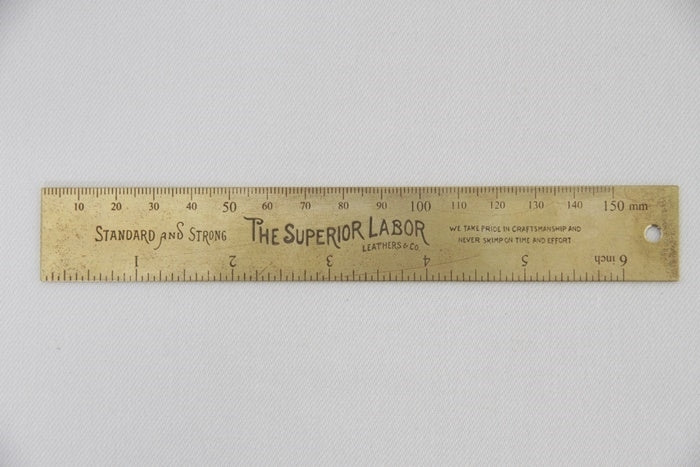 10 20 30 40 50 60 70 80 90 100 110 120 130 140 150 mm
STANDARD AND STRONG
THE SUPERIOR LABOR
LEATHERS & CO.
WE TAKE PRIDE IN CRAFTSMANSHIP AND
NEVER SKIMP ON TIME AND EFFORT
1 2 3 4 5 6 inch